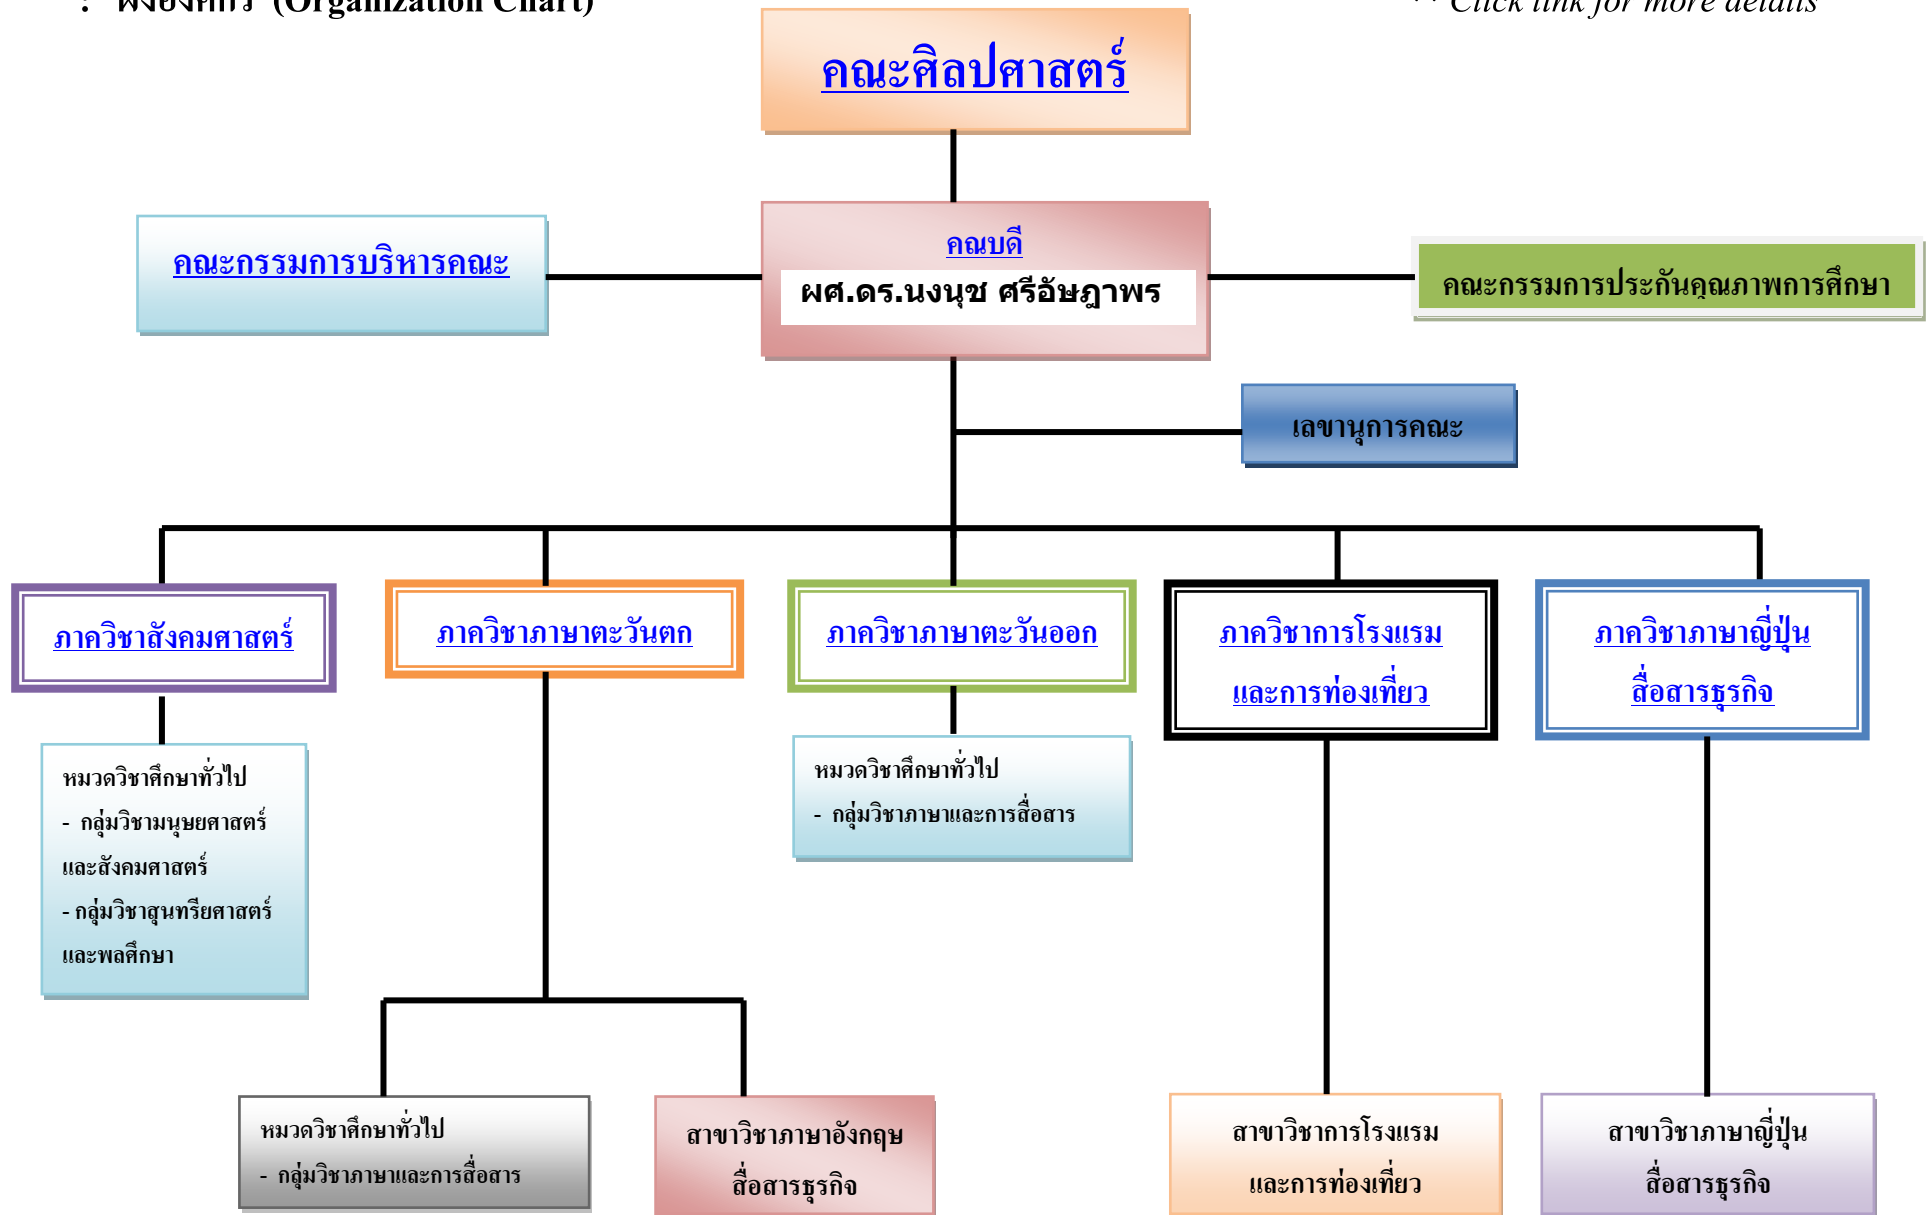 : ผังองค์กร (Organization Chart)
** Click link for more details
คณะศิลปศาสตร์
คณะกรรมการบริหารคณะ
คณบดี
ผศ.ดร.นงนุช ศรีอัษฎาพร
คณะกรรมการประกันคุณภาพการศึกษา
เลขานุการคณะ
ภาควิชาสังคมศาสตร์
ภาควิชาภาษาตะวันตก
ภาควิชาภาษาตะวันออก
ภาควิชาการโรงแรม
และการท่องเที่ยว
ภาควิชาภาษาญี่ปุ่น
สื่อสารธุรกิจ
หมวดวิชาศึกษาทั่วไป
- กลุ่มวิชามนุษยศาสตร์
และสังคมศาสตร์
- กลุ่มวิชาสุนทรียศาสตร์
และพลศึกษา
หมวดวิชาศึกษาทั่วไป
- กลุ่มวิชาภาษาและการสื่อสาร
หมวดวิชาศึกษาทั่วไป
- กลุ่มวิชาภาษาและการสื่อสาร
สาขาวิชาภาษาอังกฤษ
สื่อสารธุรกิจ
สาขาวิชาการโรงแรม
และการท่องเที่ยว
สาขาวิชาภาษาญี่ปุ่น
สื่อสารธุรกิจ